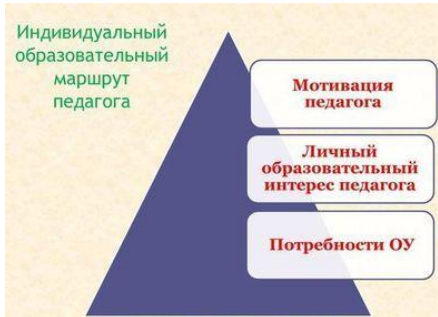 Индивидуальный
образовательный
маршрут
педагога
Мотивация
педагога
Личный
образовательный
интерес педагога
Потребности ОУ